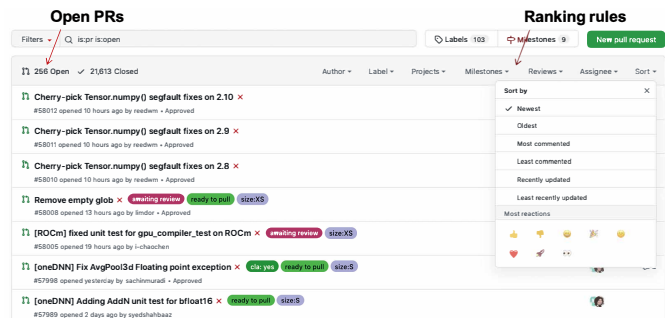 Open PRs
Ranking rules
Filters
is:pr is:open
Labels 103
Milestones 9
New pull request
256 Open
21,613 Closed
Author
Label
Projects
Milestones
Reviews
Assignee
Sort
Sort by
Newest
Oldest
Most commented
Least commented
Recently updated
Least recently updated
Most reactions
Cherry-pick Tensor.numpy() segfault fixes on 2.10
#58012 opened 10 hours ago by reedwm • Approved
Cherry-pick Tensor.numpy() segfault fixes on 2.9
#58011 opened 10 hours ago by reedwm • Approved
Cherry-pick Tensor.numpy() segfault fixes on 2.8
#58010 opened 10 hours ago by reedwm • Approved
Remove empty glob awaiting review ready to pull size:XS
#58008 opened 13 hours ago by limdor • Approved
[ROCm] fixed unit test for gpu_compiler_test on ROCm awaiting review size:XS
#58005 opened 19 hours ago by i-chaochen
[oneDNN] Fix AvgPool3d Floating point exception cla: yes ready to pull size:S
#57998 opened yesterday by sachinmuradi • Approved
[oneDNN] Adding AddN unit test for bfloat16 ready to pull size:S
#57989 opened 2 days ago by syedshahbaaz